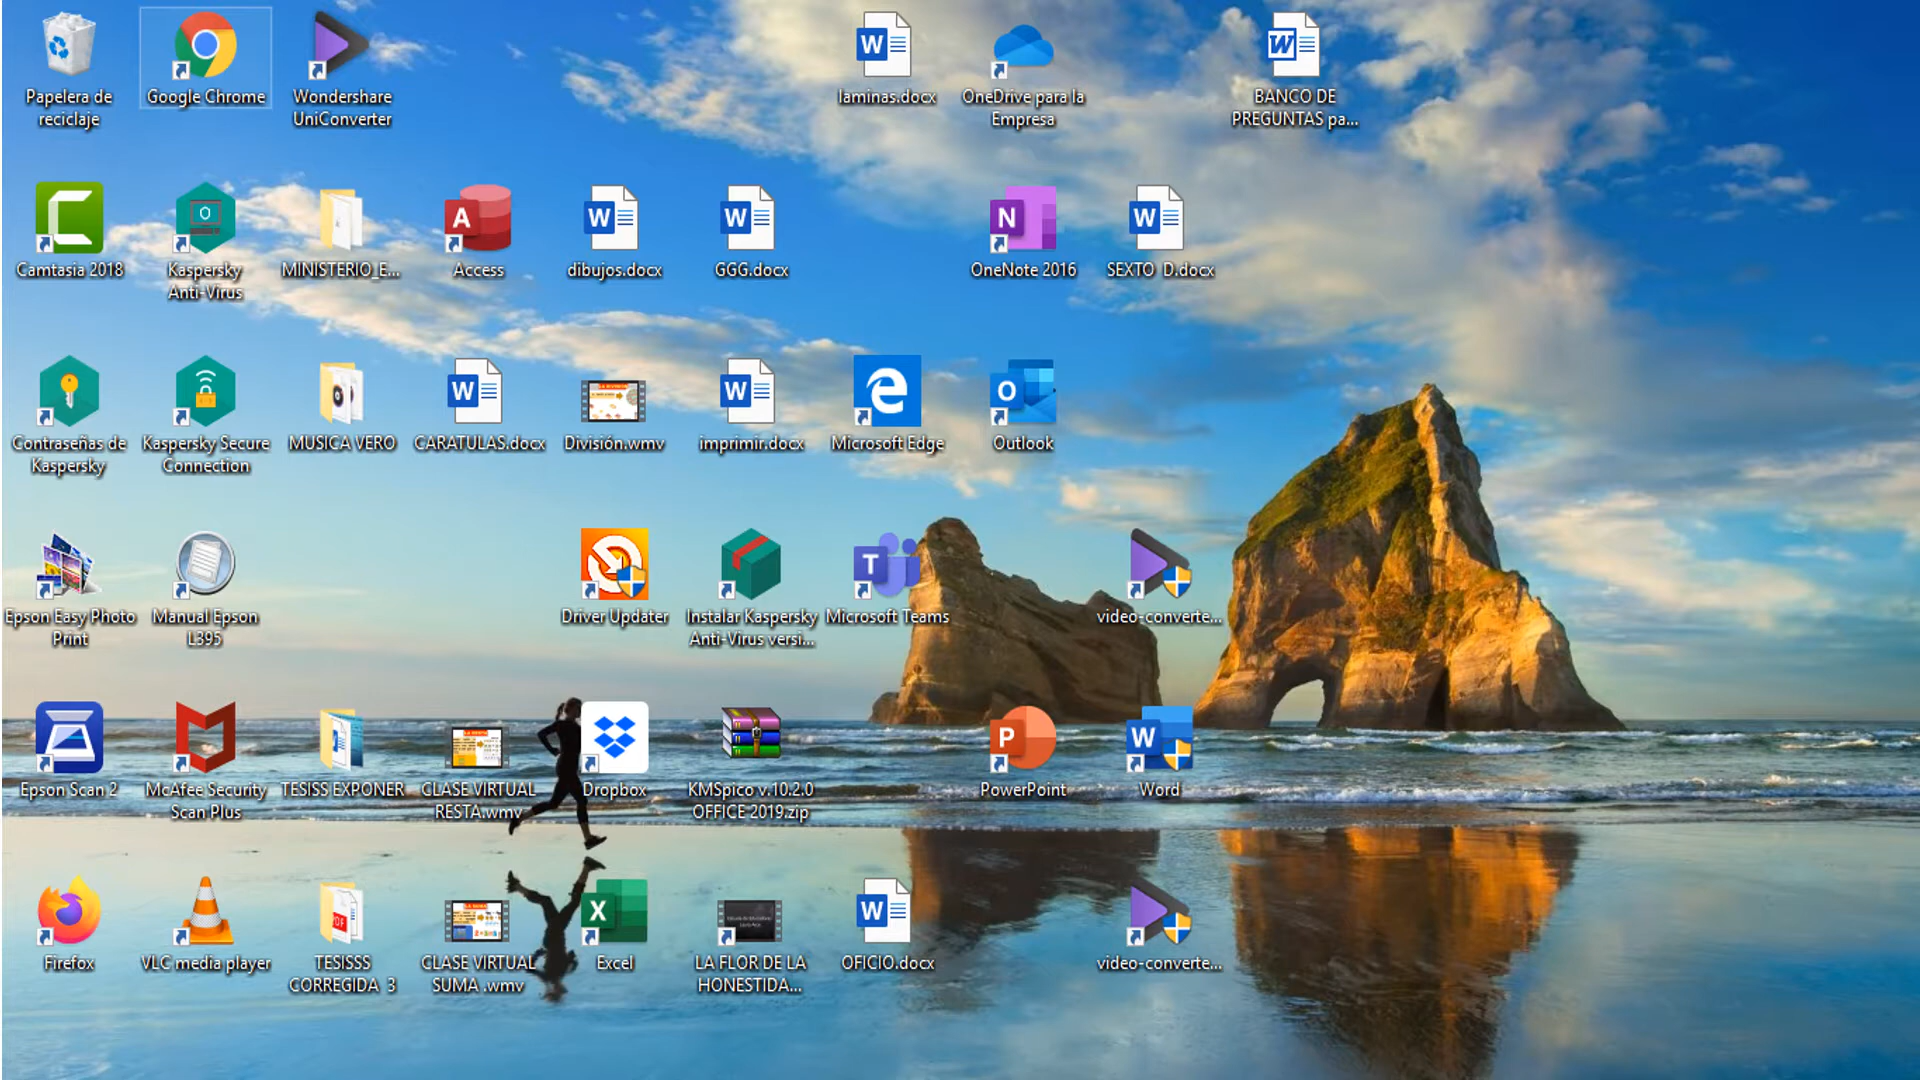 Papelera de
reciclaje
Google Chrome
Wondershare
UniConverter
laminas.docx
OneDrive para la
Empresa
BANCO DE
PREGUNTAS pa...
Camtasia 2018
Kaspersky
Anti-Virus
MINISTERIO_E...
Access
dibujos.docx
GGG.docx
OneNote 2016
SEXTO D.docx
Contraseñas de
Kaspersky
Kaspersky Secure
Connection
MUSICA VERO
CARATULAS.docx
División.wmv
imprimir.docx
Microsoft Edge
Outlook
Epson Easy Photo
Print
Manual Epson
L395
Driver Updater
Instalar Kaspersky
Anti-Virus versi...
Microsoft Teams
video-converte...
Epson Scan 2
McAfee Security
Scan Plus
TESISS EXPONER
CLASE VIRTUAL
RESTA.wmv
Dropbox
KMSpico v.10.2.0
OFFICE 2019.zip
PowerPoint
Word
Firefox
VLC media player
TESISSS
CORREGIDA 3
CLASE VIRTUAL
SUMA .wmv
Excel
LA FLOR DE LA
HONESTIDA...
OFICIO.docx
video-converte...